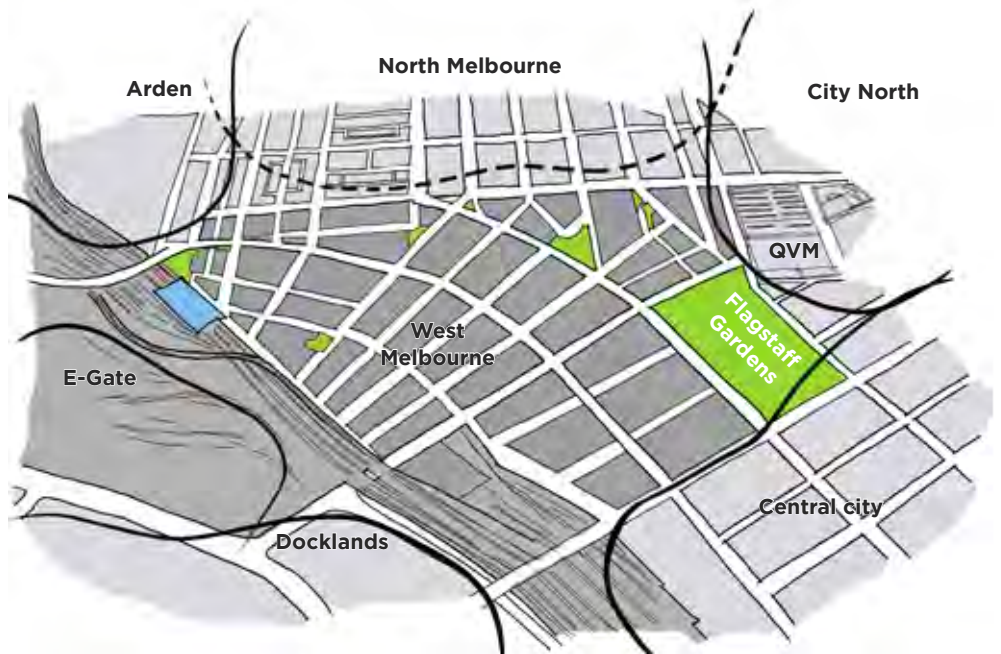 North Melbourne
Arden
City North
QVM
Flagstaff
Gardens
West
Melbourne
E-Gate
Central city
Docklands